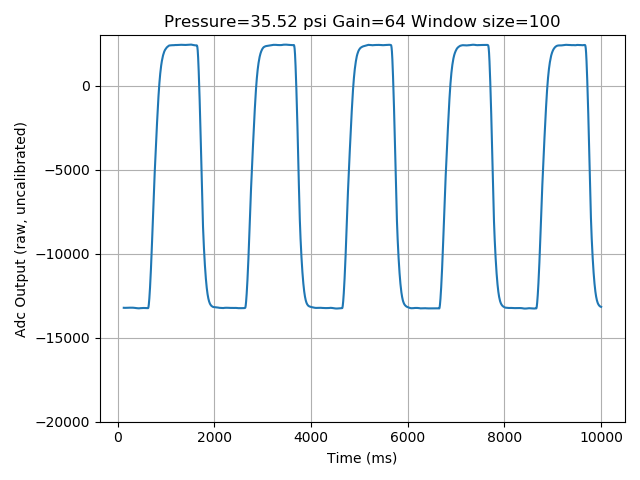 Pressure=35.52 psi Gain=64 Window size=100
Adc Output (raw, uncalibrated)
0
−5000
−10000
−15000
−20000
0 2000 4000 6000 8000 10000
Time (ms)